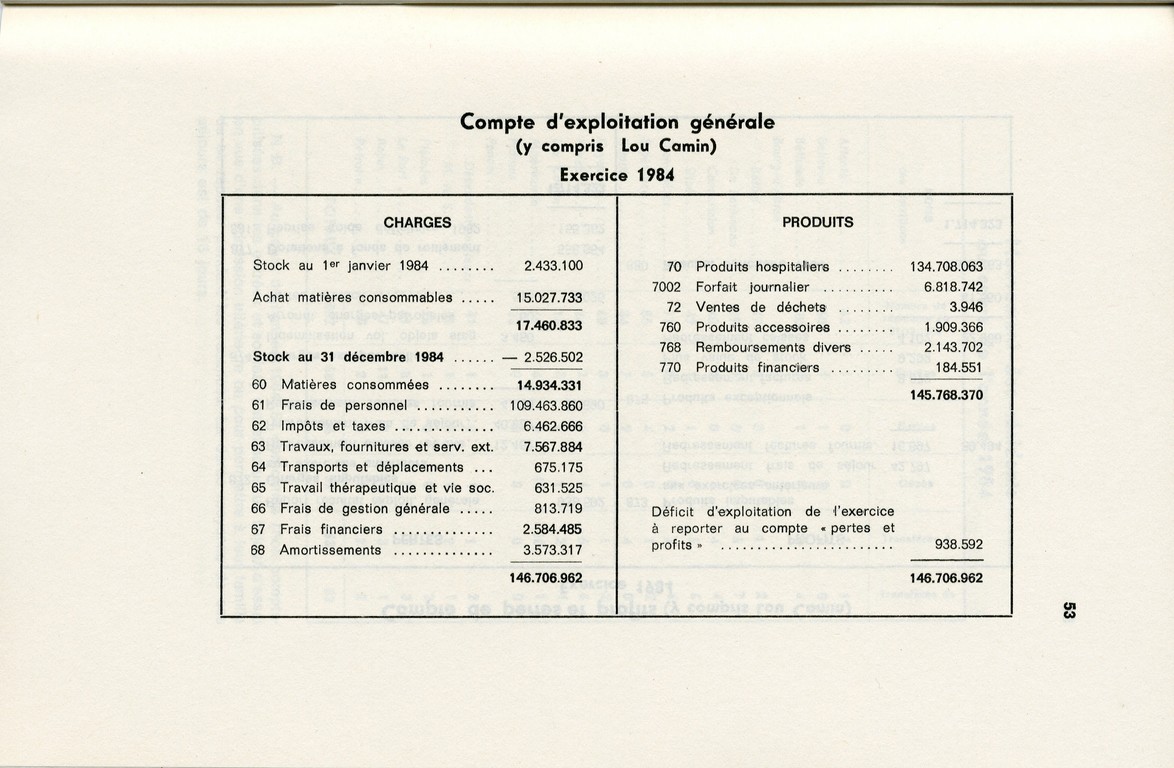 Compte d'exploitation générale
(y compris Lou Camin)
Exercice 1984
CHARGES
Stock au 1er janvier 1984 ........ 2.433.100
Achat matières consommables ..... 15.027.733
17.460.833
Stock au 31 décembre 1984 ...... — 2.526.502
60 Matières consommées ........ 14.934.331
61 Frais de personnel ........... 109.463.860
62 Impôts et taxes .............. 6.462.666
63 Travaux, fournitures et serv. ext. 7.567.884
64 Transports et déplacements ... 675.175
65 Travail thérapeutique et vie soc. 631.525
66 Frais de gestion générale ..... 813.719
67 Frais financiers .............. 2.584.485
68 Amortissements .............. 3.573.317
146.706.962
PRODUITS
70 Produits hospitaliers ........ 134.708.063
7002 Forfait journalier .......... 6.818.742
72 Ventes de déchets ........ 3.946
760 Produits accessoires ........ 1.909.366
768 Remboursements divers ..... 2.143.702
770 Produits financiers ......... 184.551
145.768.370
Déficit d'exploitation de l'exercice
à reporter au compte « pertes et
profits » ......................... 938.592
146.706.962
53